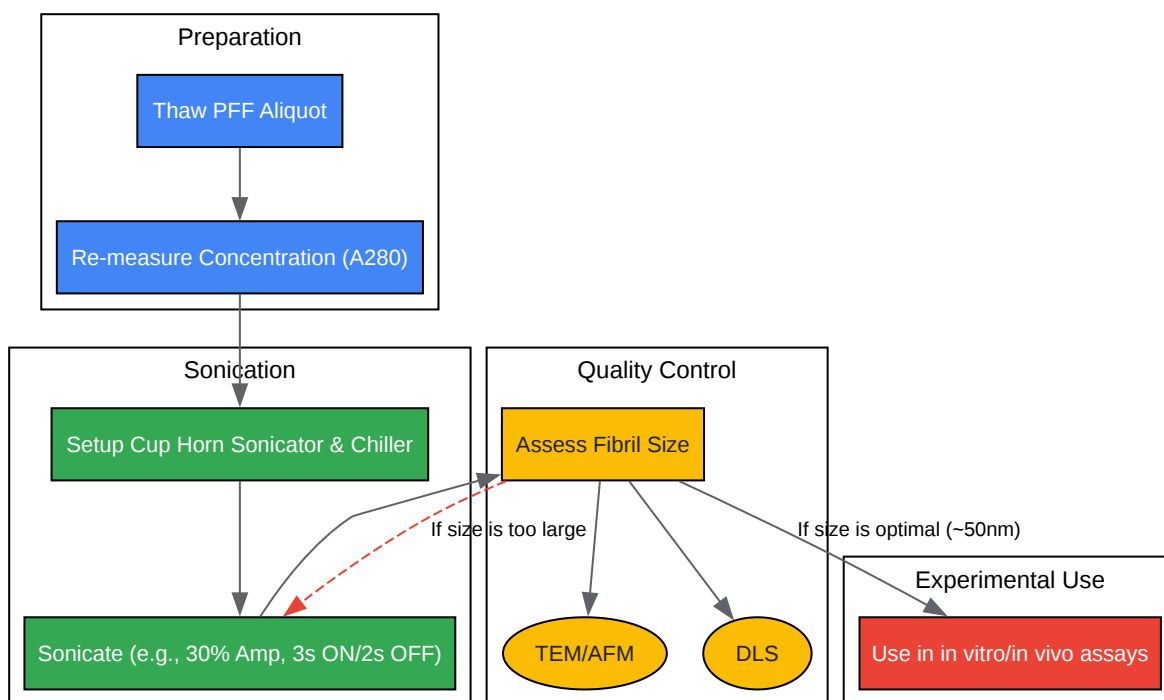 Preparation
Thaw PFF Aliquot
Re-measure Concentration (A280)
Sonication
Setup Cup Horn Sonicator & Chiller
Sonicate (e.g., 30% Amp, 3s ON/2s OFF)
Quality Control
Assess Fibril Size
If size is too large
If size is optimal (~50nm)
TEM/AFM
DLS
Experimental Use
Use in in vitro/in vivo assays